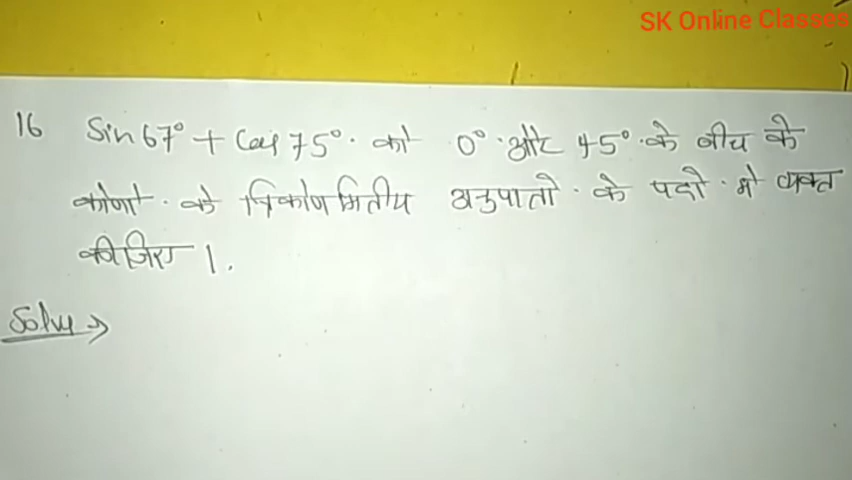 SK Online Classes
16 Sin 67° + Cos 75° . को 0° . और 45° . के बीच के
कोणो . के त्रिकोणमितीय अनुपातो . के पदो . मे व्यक्त
कीजिए ।.
Solve →